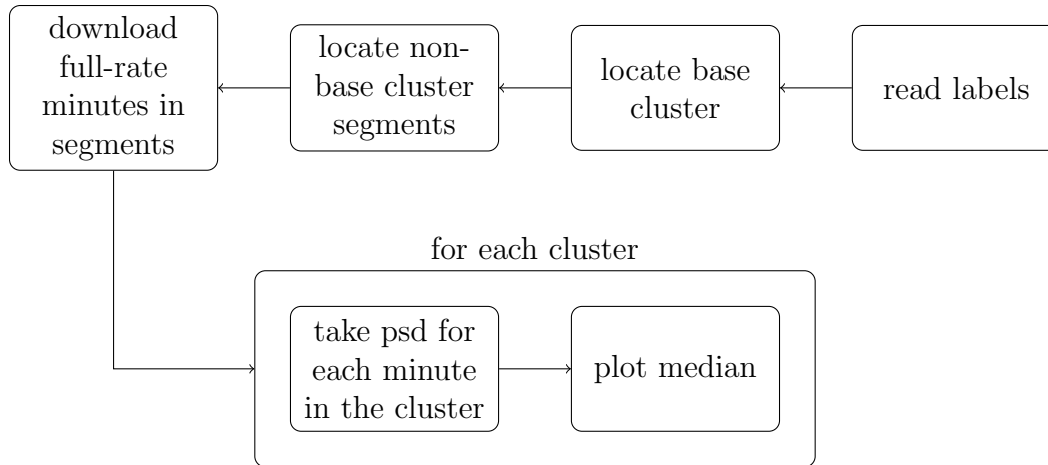 download
full-rate
minutes in
segments
locate non-
base cluster
segments
locate base
cluster
read labels
for each cluster
take psd for
each minute
in the cluster
plot median